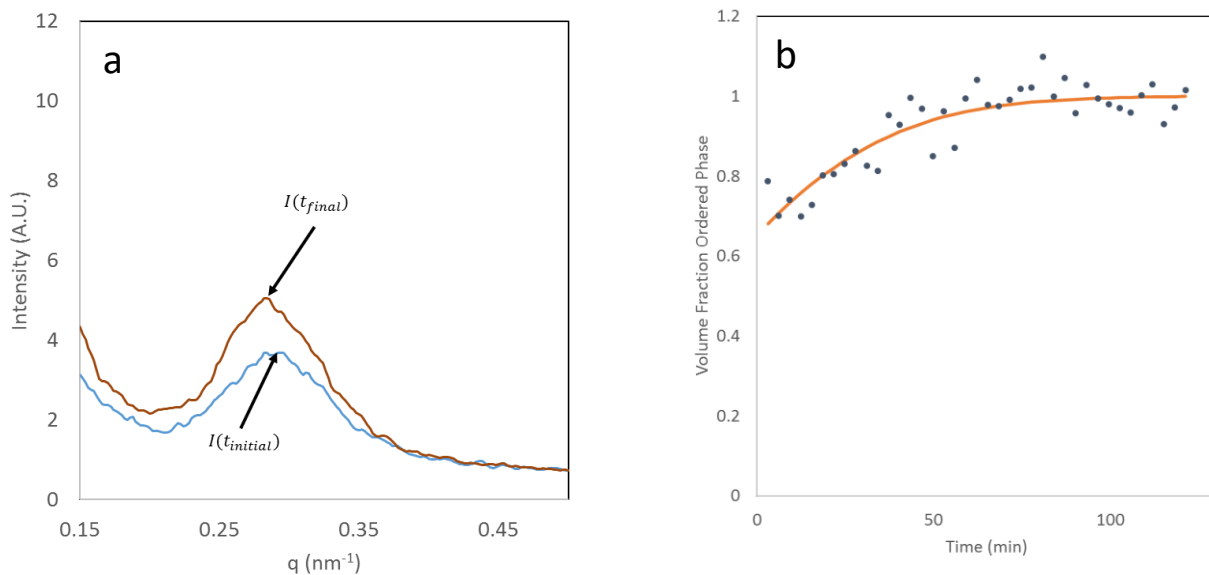 a
12
10
8
6
4
2
0
Intensity (A.U.)
I(t_final)
I(t_initial)
0.15
0.25
0.35
0.45
q (nm⁻¹)
b
1.2
1
0.8
0.6
0.4
0.2
0
Volume Fraction Ordered Phase
0
50
100
Time (min)